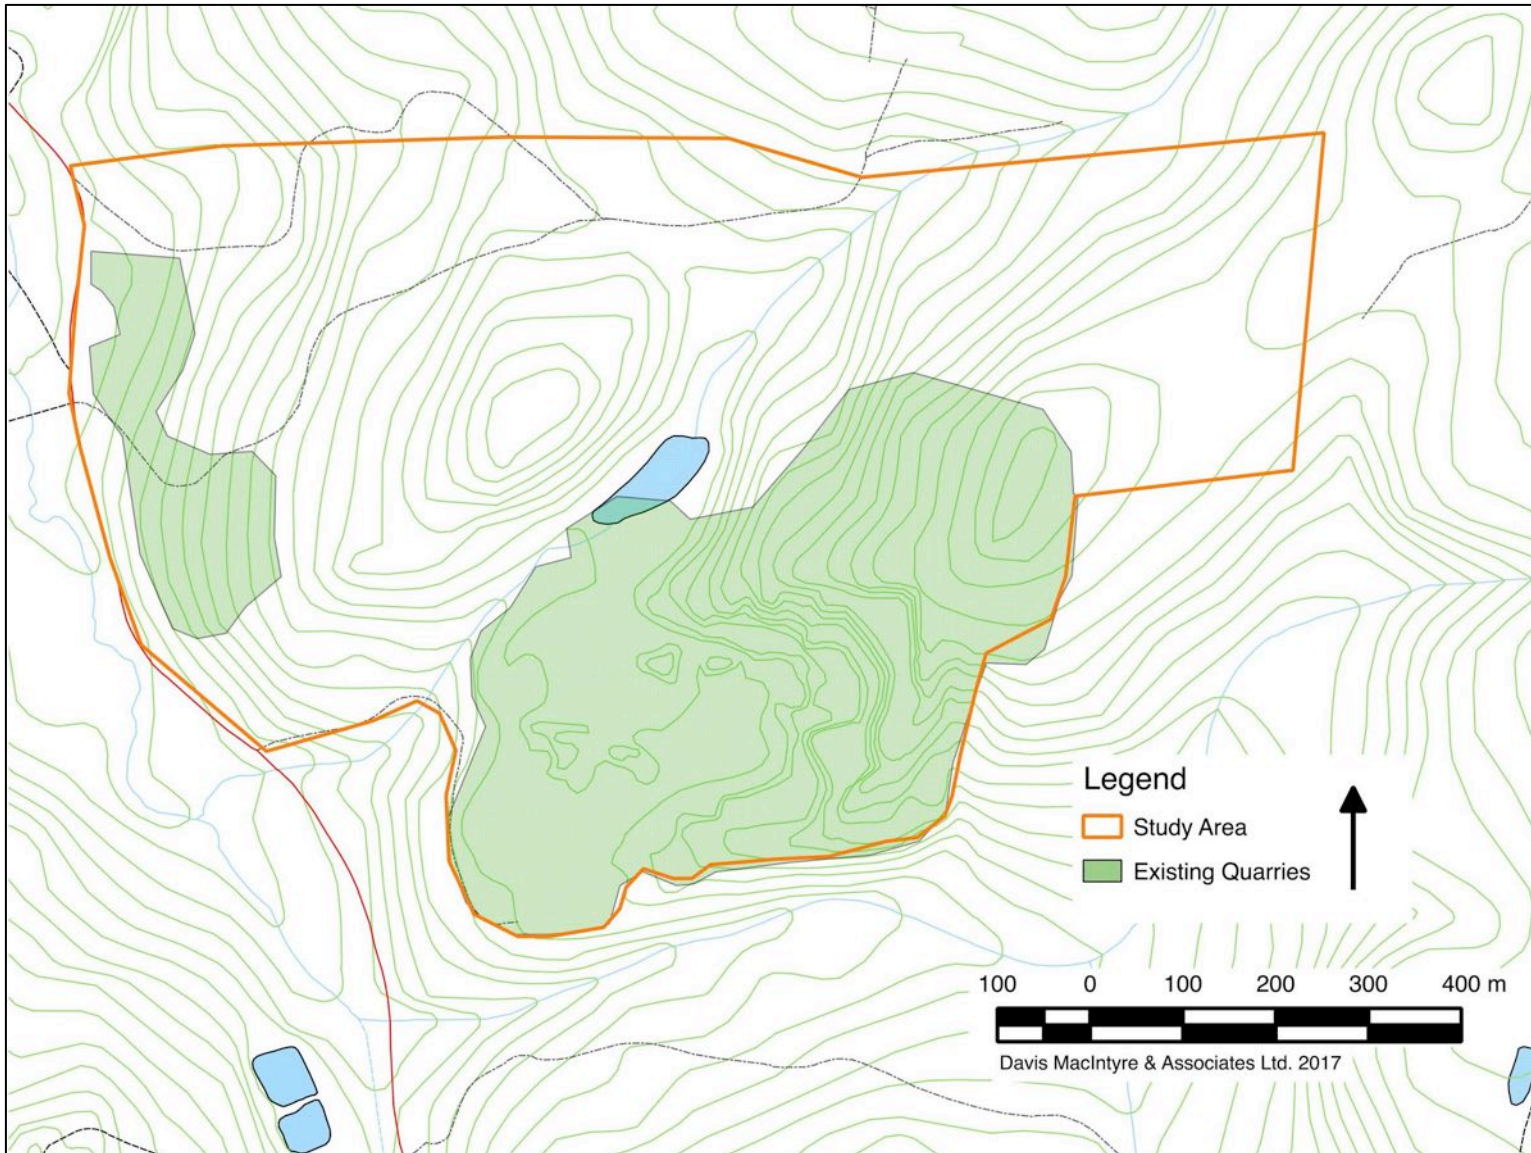 Legend
Study Area
Existing Quarries
100 0 100 200 300 400 m
Davis MacIntyre & Associates Ltd. 2017